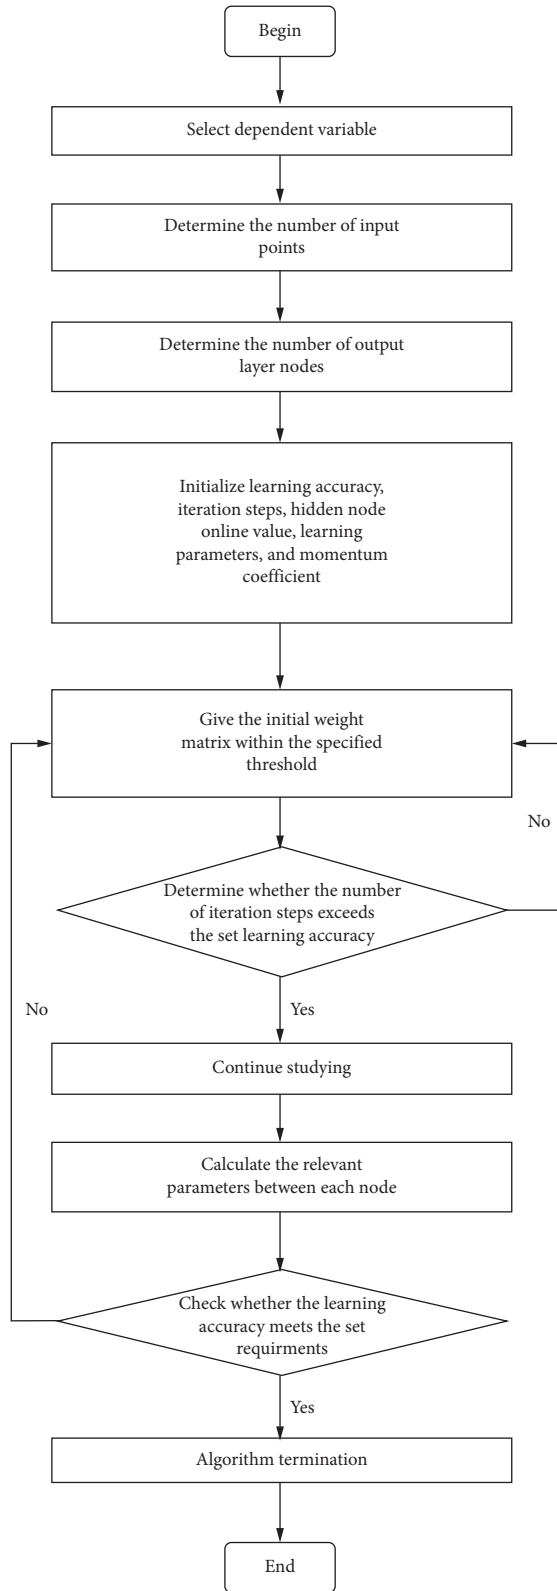 Begin
Select dependent variable
Determine the number of input
points
Determine the number of output
layer nodes
Initialize learning accuracy,
iteration steps, hidden node
online value, learning
parameters, and momentum
coefficient
Give the initial weight
matrix within the specified
threshold
No
Determine whether the number
of iteration steps exceeds
the set learning accuracy
No
Yes
Continue studying
Calculate the relevant
parameters between each node
Check whether the learning
accuracy meets the set
requirments
Yes
Algorithm termination
End